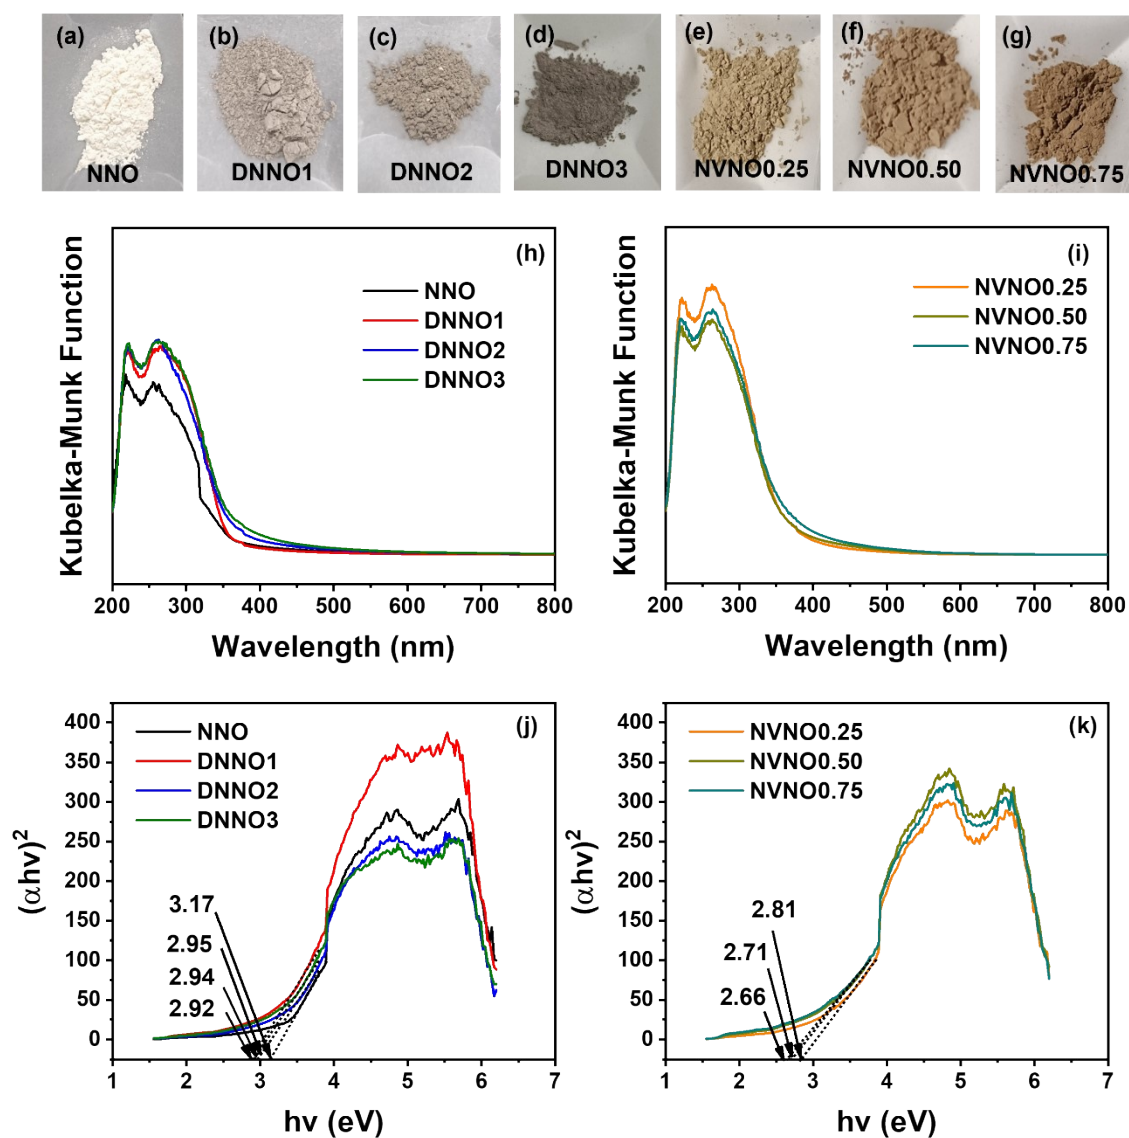 (a)
NNO
(b)
DNNO1
(c)
DNNO2
(d)
DNNO3
(e)
NVNO0.25
(f)
NVNO0.50
(g)
NVNO0.75
Kubelka-Munk Function
(h)
NNO
DNNO1
DNNO2
DNNO3
200 300 400 500 600 700 800
Wavelength (nm)
Kubelka-Munk Function
(i)
NVNO0.25
NVNO0.50
NVNO0.75
200 300 400 500 600 700 800
Wavelength (nm)
(αhν)²
400
350
300
250
200
150
100
50
0
(j)
NNO
DNNO1
DNNO2
DNNO3
3.17
2.95
2.94
2.92
1 2 3 4 5 6 7
hν (eV)
(αhν)²
400
350
300
250
200
150
100
50
0
(k)
NVNO0.25
NVNO0.50
NVNO0.75
2.81
2.71
2.66
1 2 3 4 5 6 7
hν (eV)